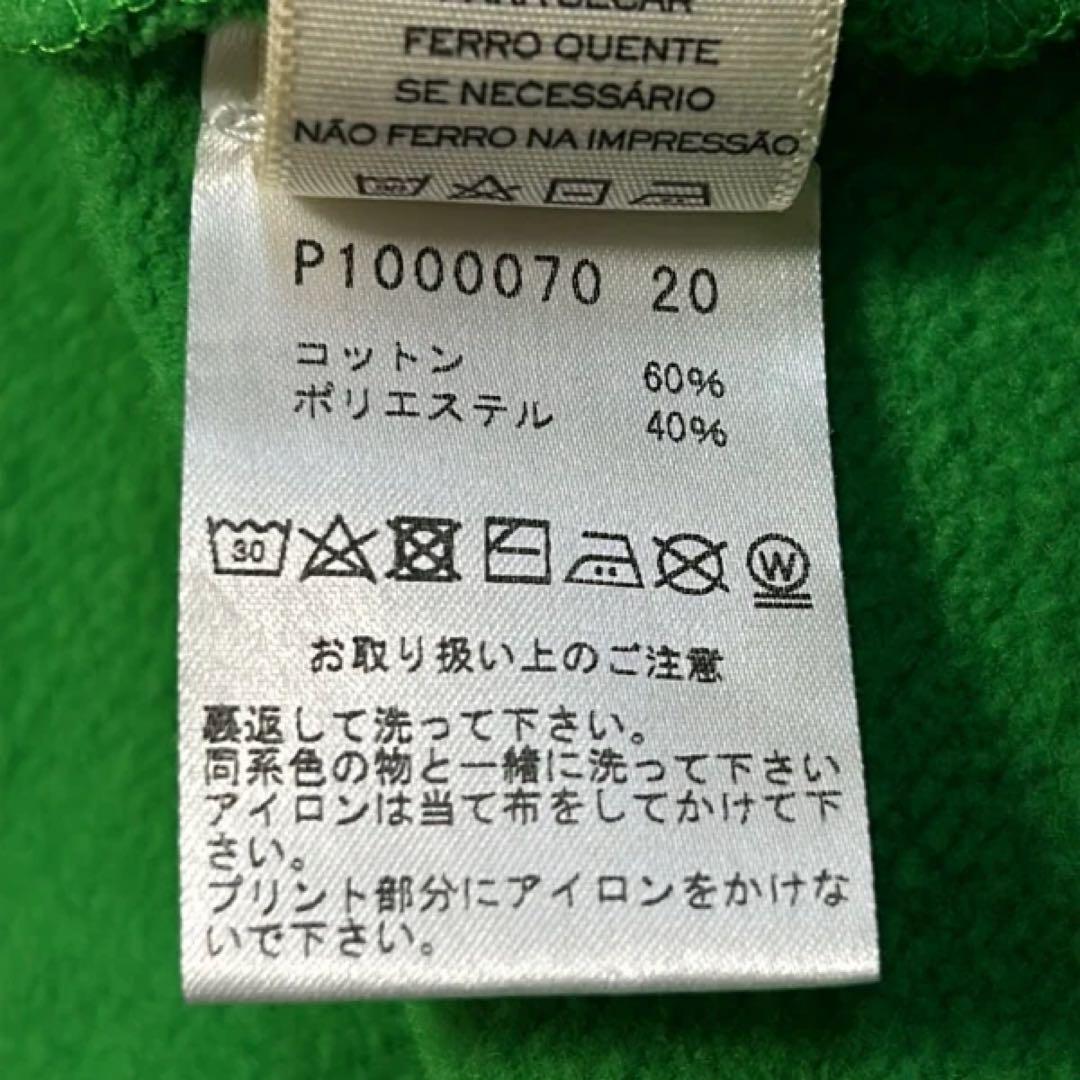 PARA SECAR
FERRO QUENTE
SE NECESSÁRIO
NÃO FERRO NA IMPRESSÃO
30
P1000070 20
コットン 60%
ポリエステル 40%
30 W
お取り扱い上のご注意
裏返して洗って下さい。
同系色の物と一緒に洗って下さい
アイロンは当て布をしてかけて下
さい。
プリント部分にアイロンをかけな
いで下さい。